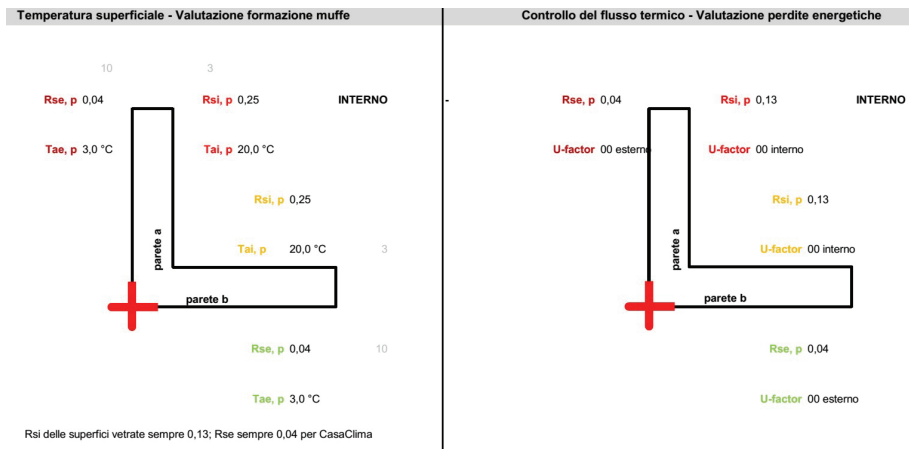 Temperatura superficiale - Valutazione formazione muffe
10 3
Rse, p 0,04 Rsi, p 0,25 INTERNO
Tae, p 3,0 °C Tai, p 20,0 °C
Rsi, p 0,25
parete a
Tai, p 20,0 °C 3
parete b
Rse, p 0,04 10
Tae, p 3,0 °C
Rsi delle superfici vetrate sempre 0,13; Rse sempre 0,04 per CasaClima
Controllo del flusso termico - Valutazione perdite energetiche
- Rse, p 0,04 Rsi, p 0,13 INTERNO
U-factor 00 esterno U-factor 00 interno
Rsi, p 0,13
parete a
U-factor 00 interno
parete b
Rse, p 0,04
U-factor 00 esterno